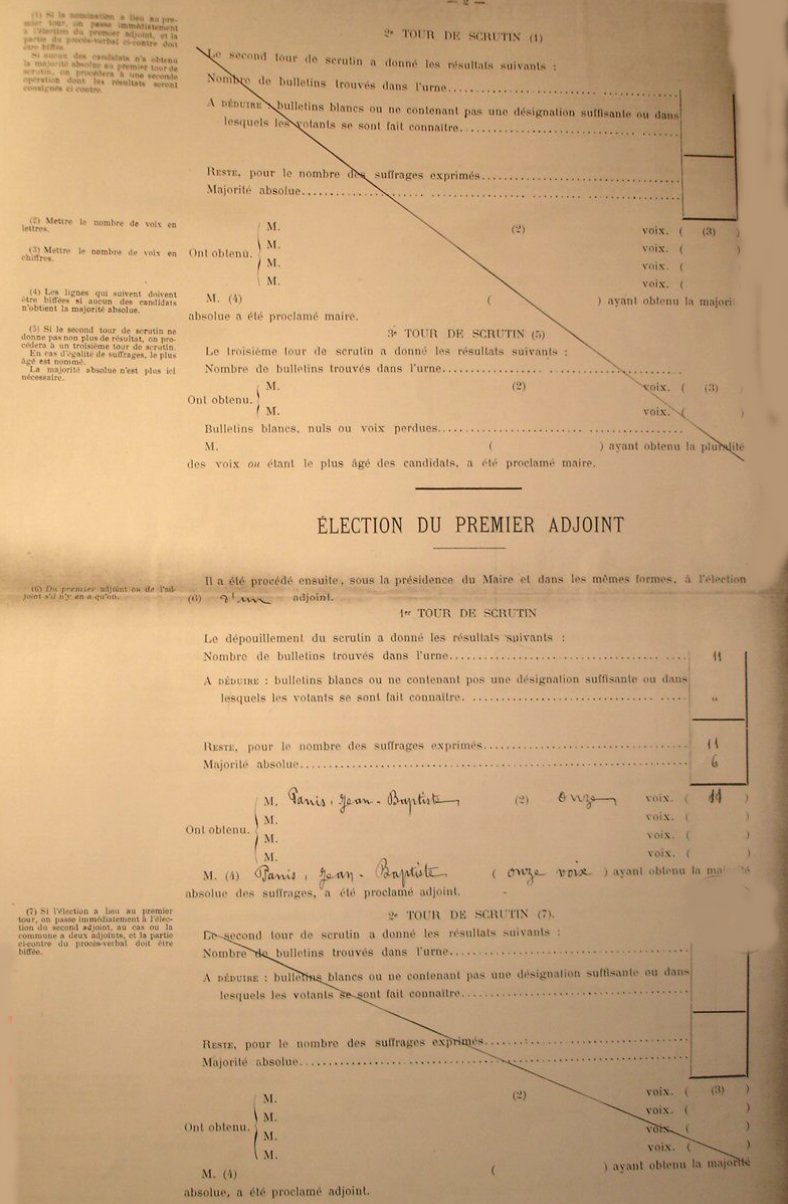 — 2 —
(1) Si la nomination a lieu au pre-
mier tour, on passe immédiatement
à l'élection du premier adjoint, et la
partie du procès-verbal ci-contre doit
être biffée.
Si aucun des candidats n'a obtenu
la majorité absolue au premier tour de
scrutin, on procédera à une seconde
opération dont les résultats seront
consignés ci-contre.
2e TOUR DE SCRUTIN (1)
Le second tour de scrutin a donné les résultats suivants :
Nombre de bulletins trouvés dans l'urne
A DÉDUIRE : bulletins blancs ou ne contenant pas une désignation suffisante ou dans
lesquels les votants se sont fait connaître
RESTE, pour le nombre des suffrages exprimés
Majorité absolue
(2) Mettre le nombre de voix en
lettres.
(3) Mettre le nombre de voix en
chiffres.
Ont obtenu.
M. (2) voix. ( (3) )
M. voix. ( )
M. voix. (
M. voix. (
(4) Les lignes qui suivent doivent
être biffées si aucun des candidats
n'obtient la majorité absolue.
M. (4) ( ) ayant obtenu la majori
absolue a été proclamé maire.
(5) Si le second tour de scrutin ne
donne pas non plus de résultat, on pro-
cédera à un troisième tour de scrutin.
En cas d'égalité de suffrages, le plus
âgé est nommé.
La majorité absolue n'est plus ici
nécessaire.
3e TOUR DE SCRUTIN (5)
Le troisième tour de scrutin a donné les résultats suivants :
Nombre de bulletins trouvés dans l'urne
Ont obtenu.
M. (2) voix. ( (3)
M. voix. ( )
Bulletins blancs, nuls ou voix perdues
M. ( ) ayant obtenu la pluralité
des voix ou étant le plus âgé des candidats, a été proclamé maire.
ÉLECTION DU PREMIER ADJOINT
Il a été procédé ensuite, sous la présidence du Maire et dans les mêmes formes, à l'élection
(6) Du premier adjoint ou de l'ad-
joint s'il n'y en a qu'un.
(6) d'un adjoint.
1er TOUR DE SCRUTIN
Le dépouillement du scrutin a donné les résultats suivants :
Nombre de bulletins trouvés dans l'urne 11
A DÉDUIRE : bulletins blancs ou ne contenant pos une désignation suffisante ou dans
lesquels les votants se sont fait connaître. "
RESTE, pour le nombre des suffrages exprimés 11
Majorité absolue 6
Ont obtenu.
M. Panis, Jean-Baptiste (2) Onze voix. ( 11 )
M. voix. ( )
M. voix. ( )
M. voix. ( )
M. (4) Panis, Jean-Baptiste ( onze voix ) ayant obtenu la ma
absolue des suffrages, a été proclamé adjoint.
(7) Si l'élection a lieu au premier
tour, on passe immédiatement à l'élec-
tion du second adjoint, au cas ou la
commune a deux adjoints, et la partie
ci-contre du procès-verbal doit être
biffée.
2e TOUR DE SCRUTIN (7).
Le second tour de scrutin a donné les résultats suivants :
Nombre de bulletins trouvés dans l'urne
A DÉDUIRE : bulletins blancs ou ne contenant pas une désignation suffisante ou dans
lesquels les votants se sont fait connaître
RESTE, pour le nombre des suffrages exprimés
Majorité absolue
Ont obtenu.
M. (2) voix. ( (3) )
M. voix. ( )
M. voix. ( )
M. voix. ( )
M. (4) ( ) ayant obtenu la majorité
absolue, a été proclamé adjoint.